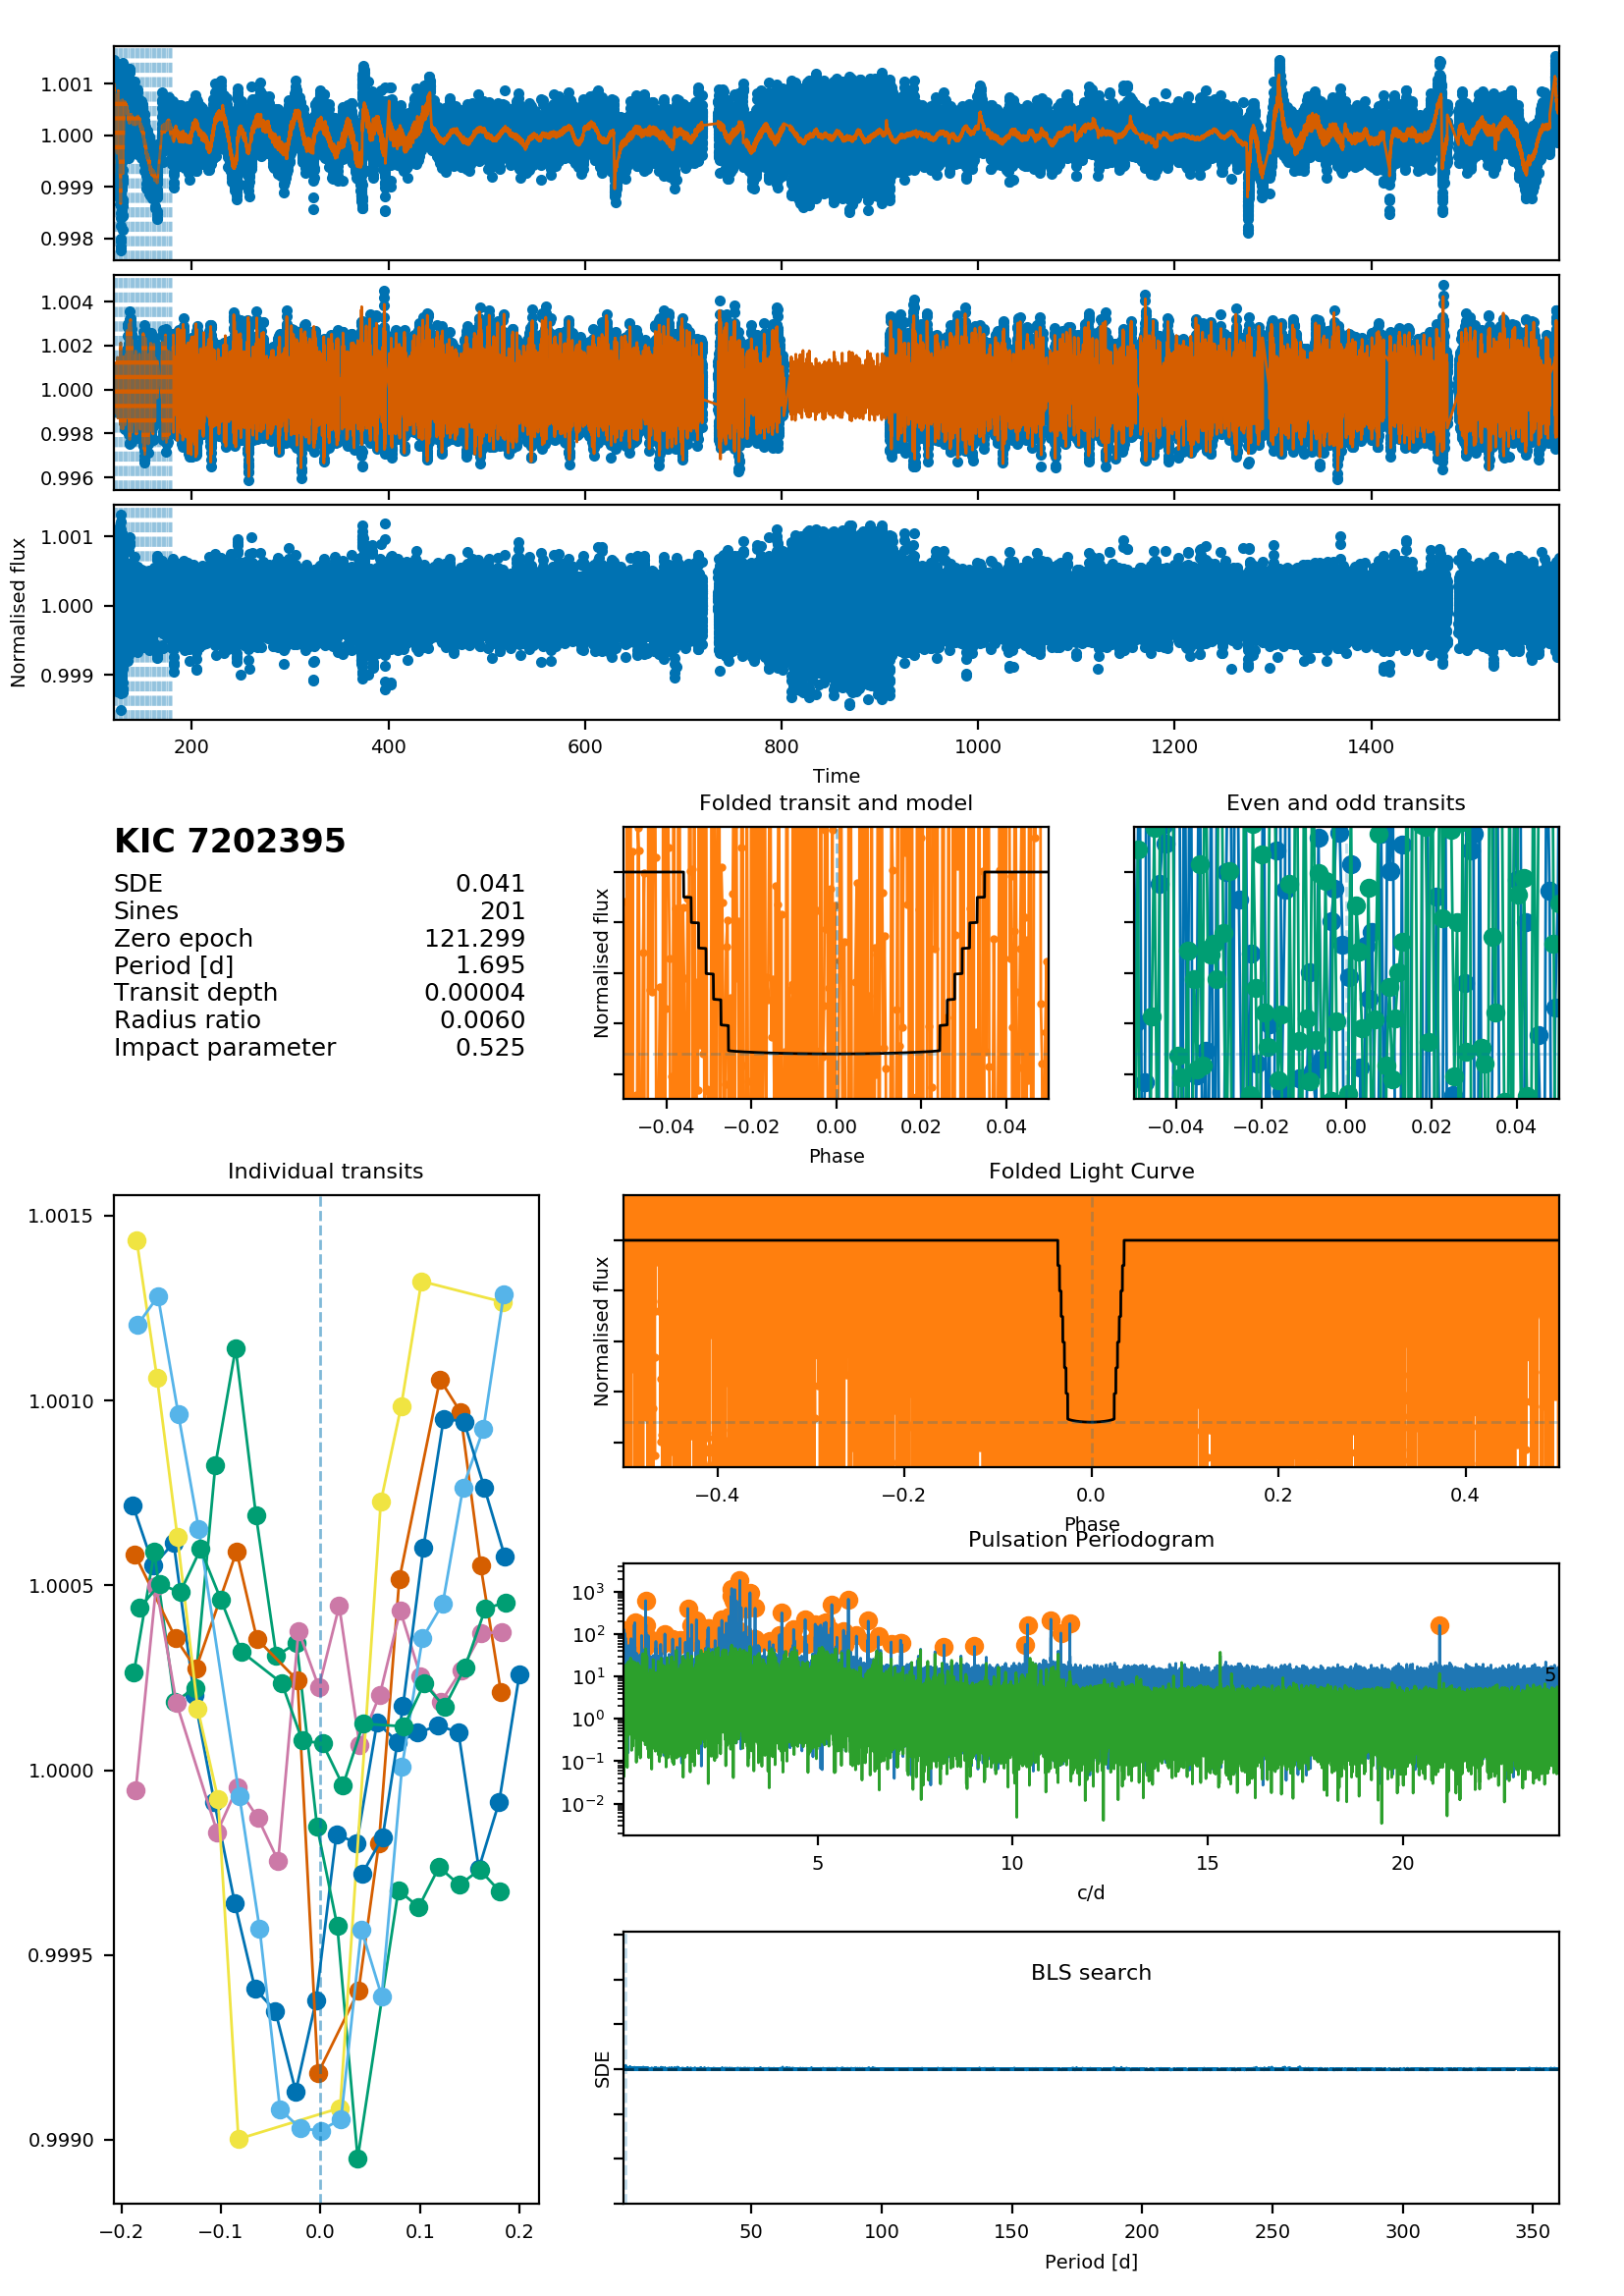 1.001
1.000
0.999
0.998
1.004
1.002
1.000
0.998
0.996
1.001
1.000
0.999
Normalised flux
200 400 600 800 1000 1200 1400
Time
KIC 7202395
SDE 0.041
Sines 201
Zero epoch 121.299
Period [d] 1.695
Transit depth 0.00004
Radius ratio 0.0060
Impact parameter 0.525
Folded transit and model
Normalised flux
−0.04 −0.02 0.00 0.02 0.04
Phase
Even and odd transits
−0.04 −0.02 0.00 0.02 0.04
Individual transits
1.0015
1.0010
1.0005
1.0000
0.9995
0.9990
−0.2 −0.1 0.0 0.1 0.2
Folded Light Curve
Normalised flux
−0.4 −0.2 0.0 0.2 0.4
Phase
Pulsation Periodogram
10³
10²
10¹
10⁰
10⁻¹
10⁻²
5
5 10 15 20
c/d
BLS search
SDE
50 100 150 200 250 300 350
Period [d]